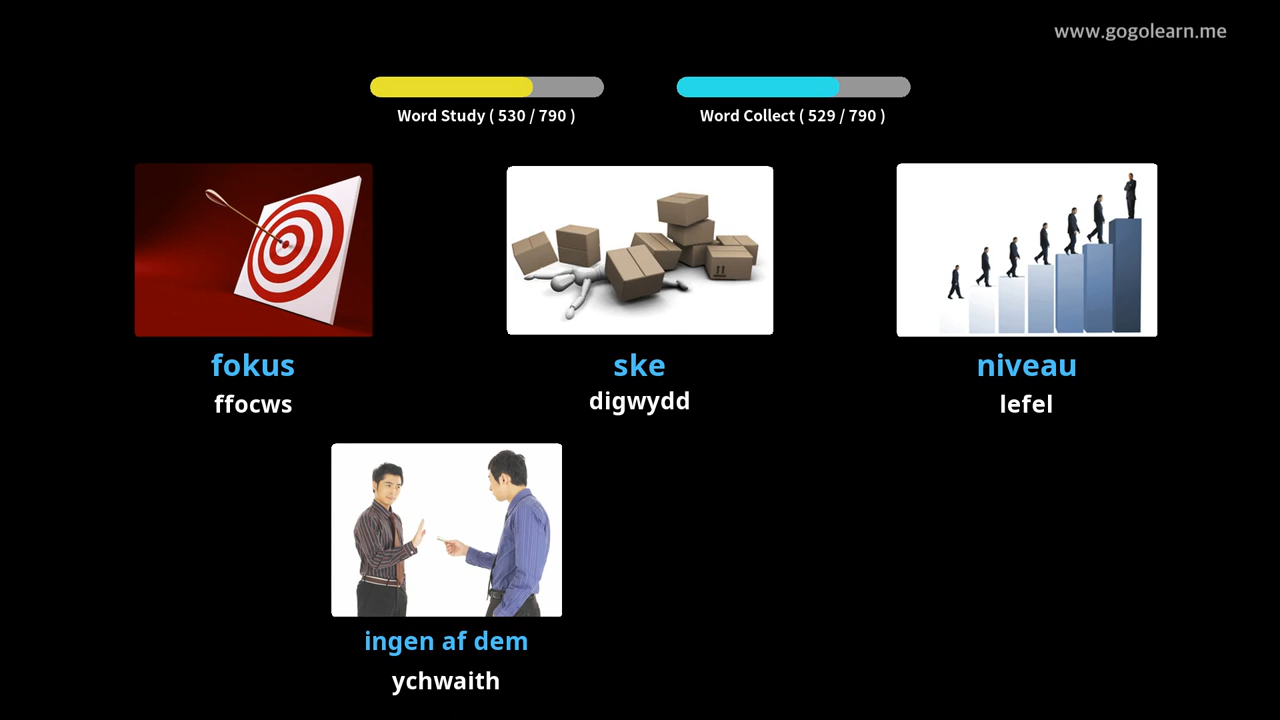 www.gogolearn.me
Word Study ( 530 / 790 )
Word Collect ( 529 / 790 )
fokus
ffocws
ske
digwydd
niveau
lefel
ingen af dem
ychwaith